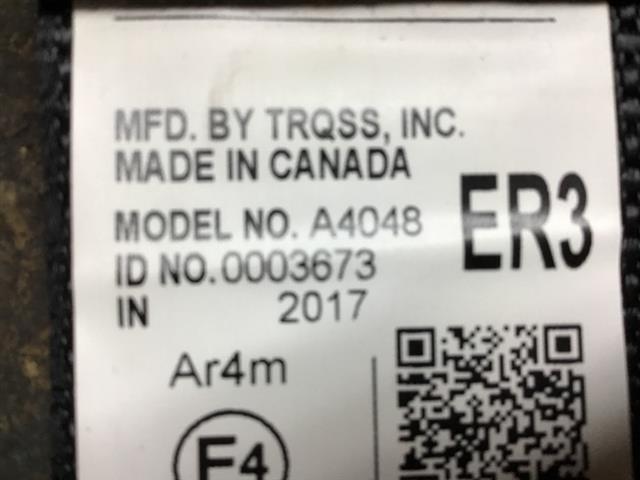 MFD. BY TRQSS, INC.
MADE IN CANADA
MODEL NO. A4048
ER3
ID NO. 0003673
IN 2017
Ar4m
E4